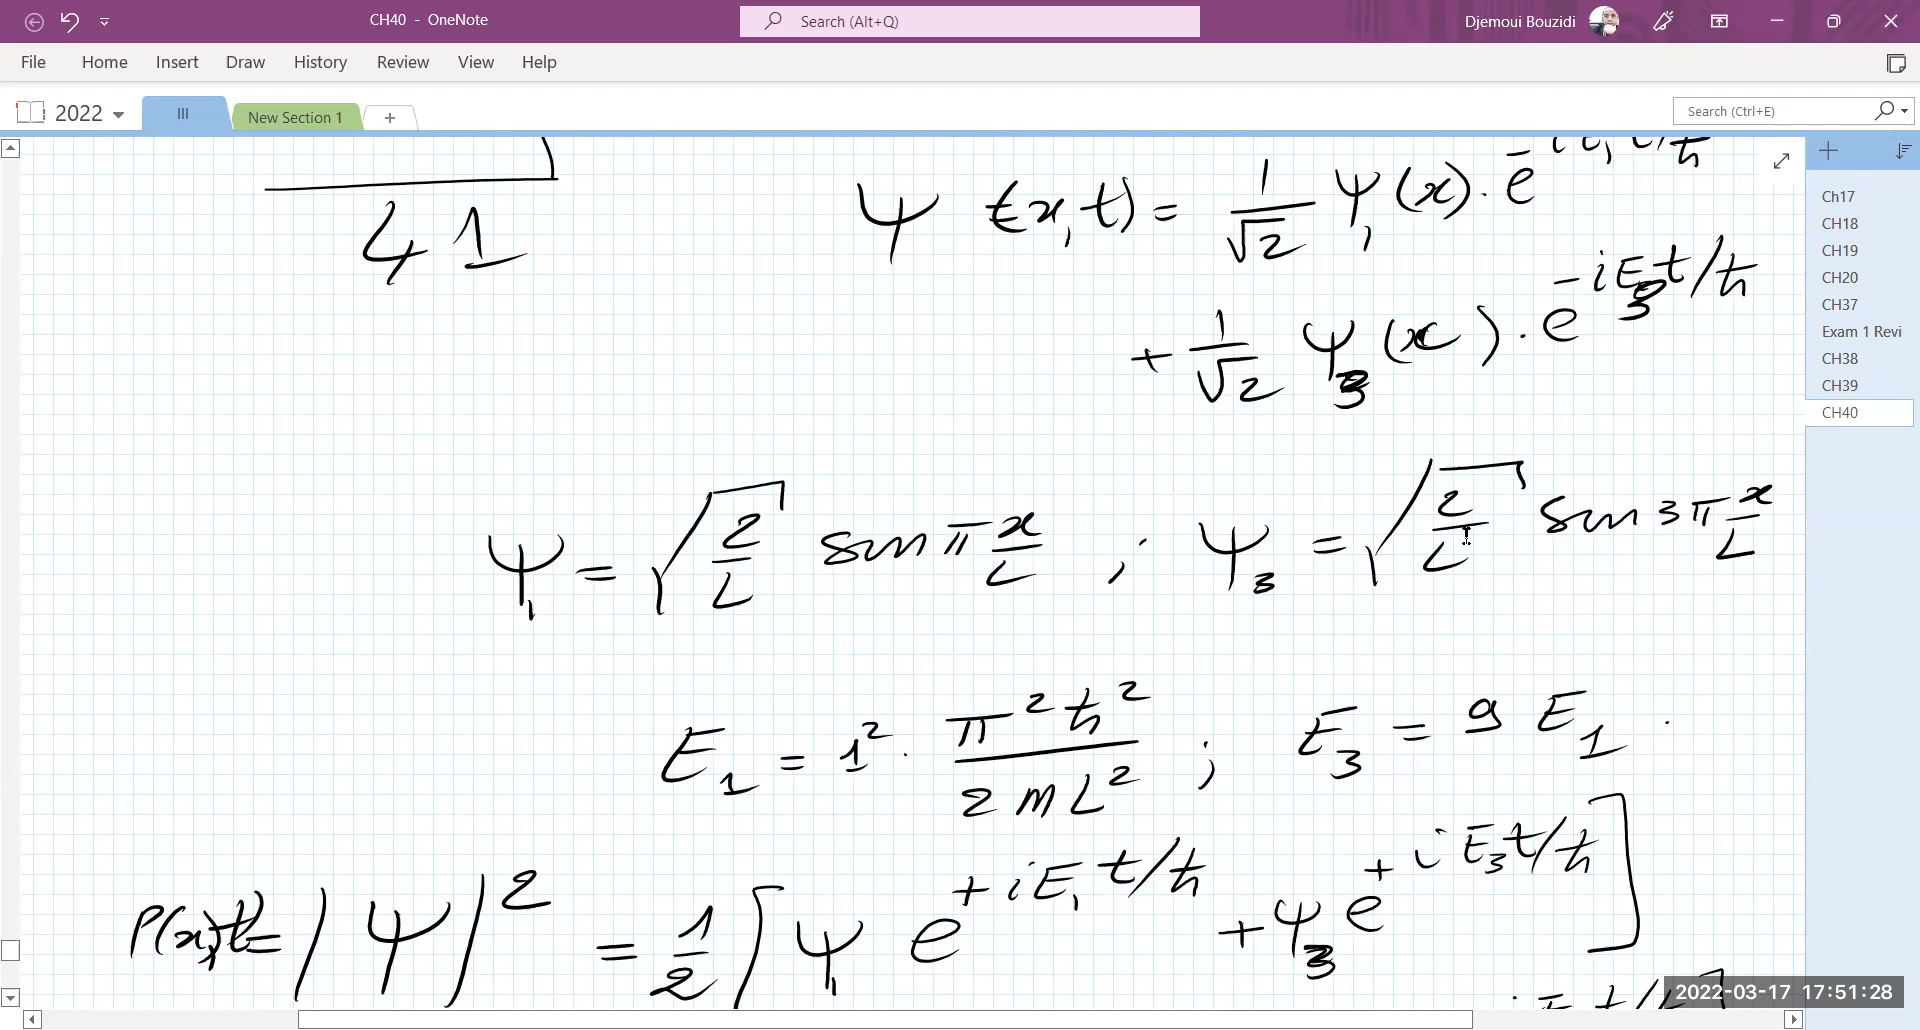 CH40 - OneNote
Search (Alt+Q)
Djemoui Bouzidi
File Home Insert Draw History Review View Help
2022
III
New Section 1
+
Search (Ctrl+E)
Ch17
CH18
CH19
CH20
CH37
Exam 1 Revi
CH38
CH39
CH40
41
Ψ (x,t) = 1/√2 Ψ₁(x) · e^(-iE₁t/ħ)
+ 1/√2 Ψ₃(x) · e^(-iE₃t/ħ)
Ψ₁ = √(2/L) sin π x/L ; Ψ₃ = √(2/L) sin 3π x/L
E₁ = 1² · π²ħ²/2mL² ; E₃ = 9 E₁ .
P(x,t) = |Ψ|² = 1/2 [Ψ₁ e^(+iE₁t/ħ) + Ψ₃ e^(+iE₃t/ħ)]
2022-03-17 17:51:28